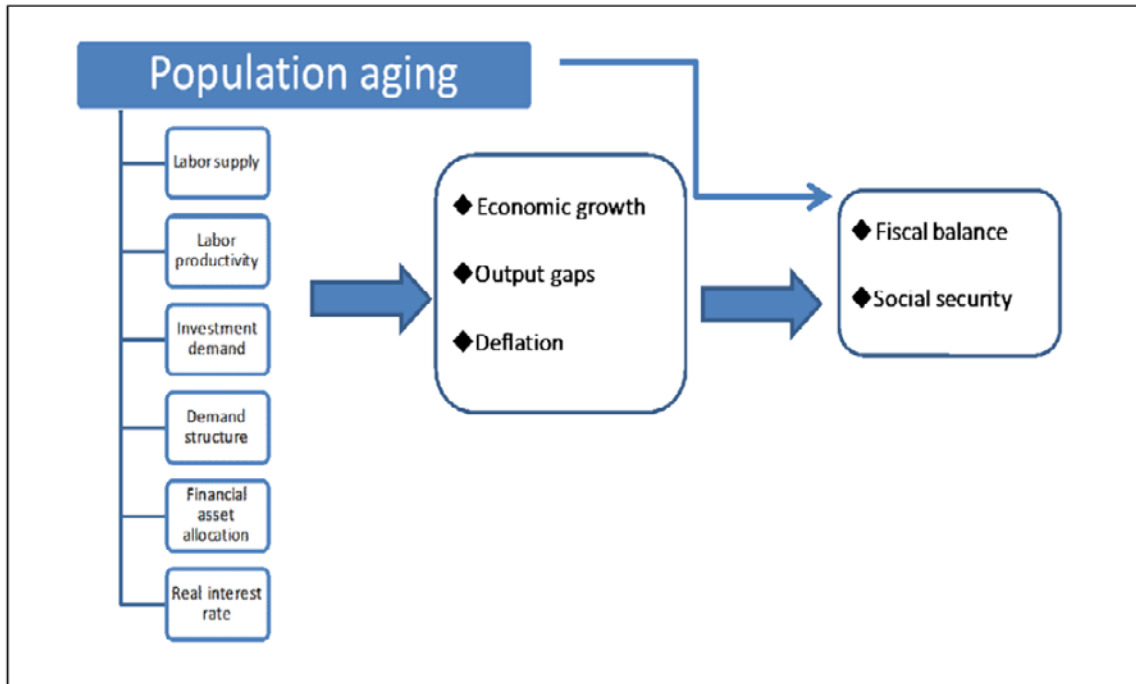 Population aging
Labor supply
Labor
productivity
Investment
demand
Demand
structure
Financial
asset
allocation
Real interest
rate
◆Economic growth
◆Output gaps
◆Deflation
◆Fiscal balance
◆Social security